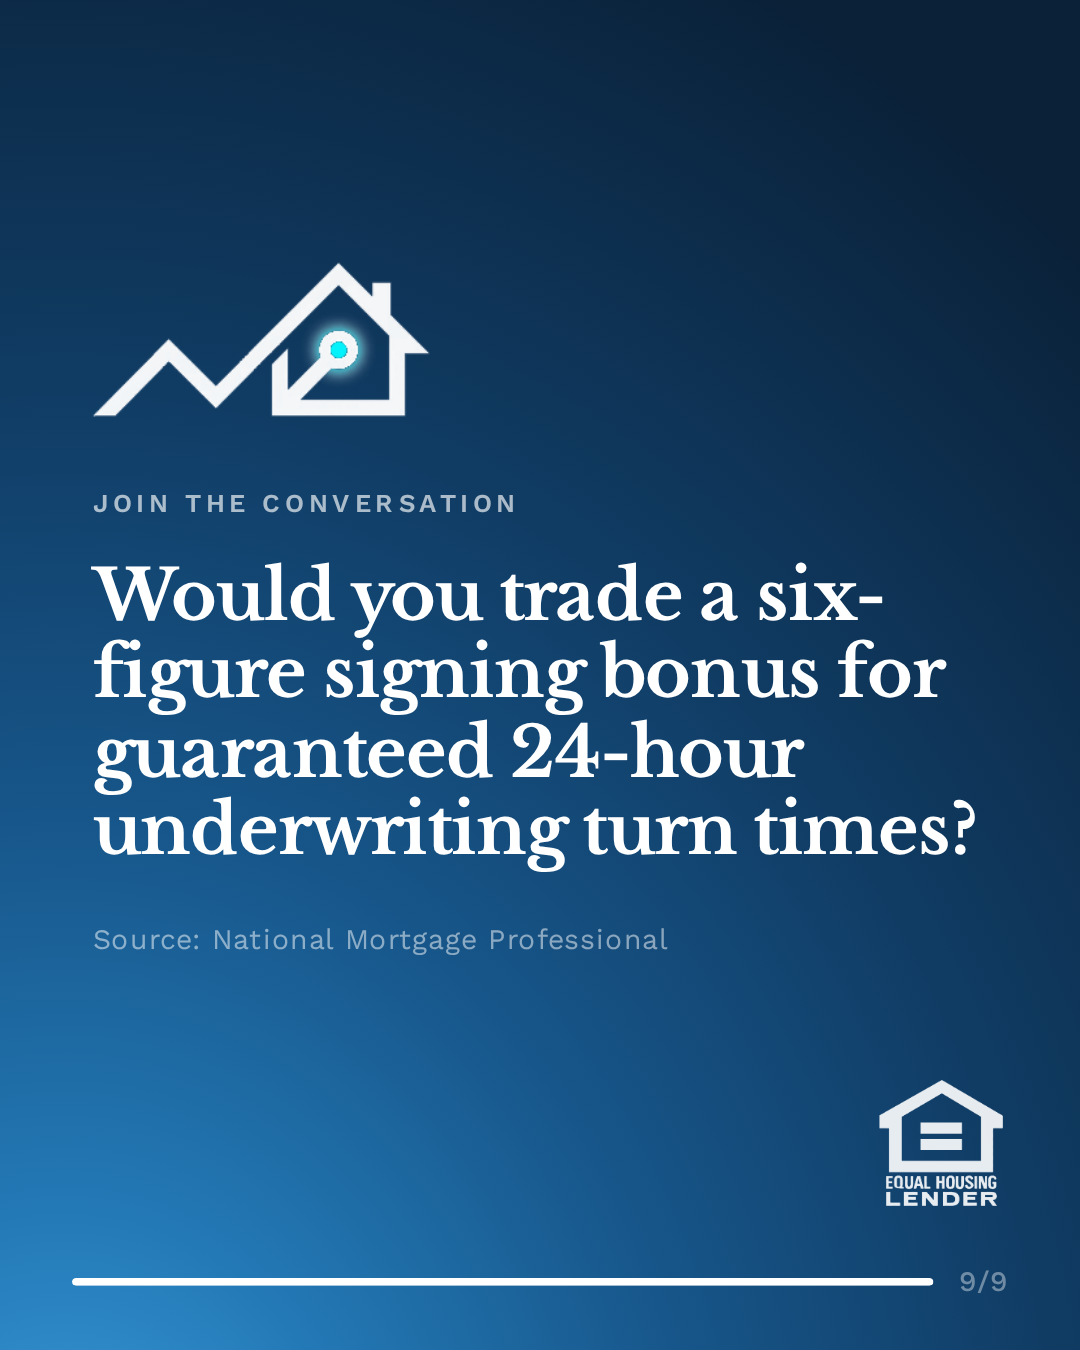 JOIN THE CONVERSATION
Would you trade a six-
figure signing bonus for
guaranteed 24-hour
underwriting turn times?
Source: National Mortgage Professional
EQUAL HOUSING
LENDER
9/9